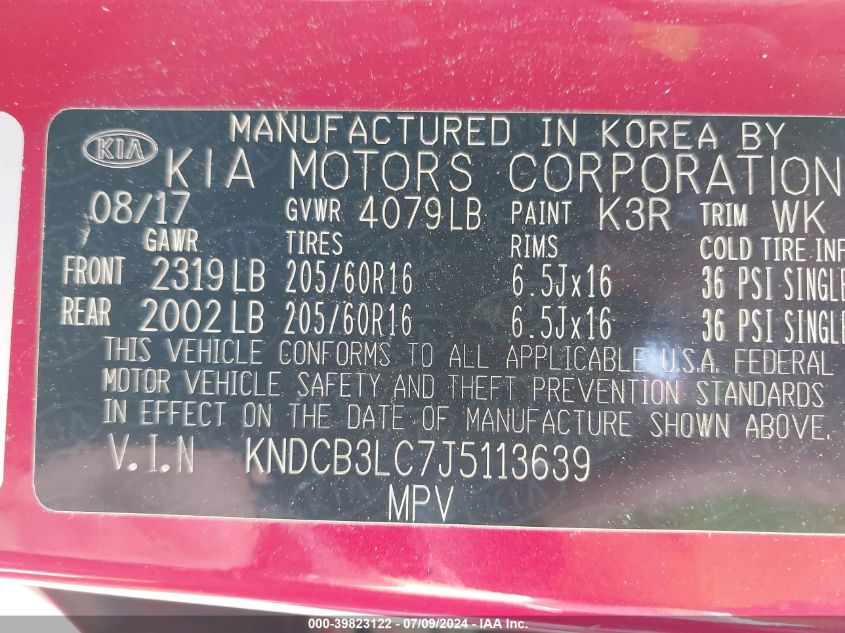 KIA
MANUFACTURED IN KOREA BY
KIA MOTORS CORPORATION
08/17 GVWR 4079LB PAINT K3R TRIM WK
GAWR TIRES RIMS COLD TIRE INF
FRONT 2319LB 205/60R16 6.5Jx16 36 PSI SINGLE
REAR 2002LB 205/60R16 6.5Jx16 36 PSI SINGLE
THIS VEHICLE CONFORMS TO ALL APPLICABLE U.S.A. FEDERAL
MOTOR VEHICLE SAFETY AND THEFT PREVENTION STANDARDS
IN EFFECT ON THE DATE OF MANUFACTURE SHOWN ABOVE.
V.I.N KNDCB3LC7J5113639
MPV
000-39823122 - 07/09/2024 - IAA Inc.